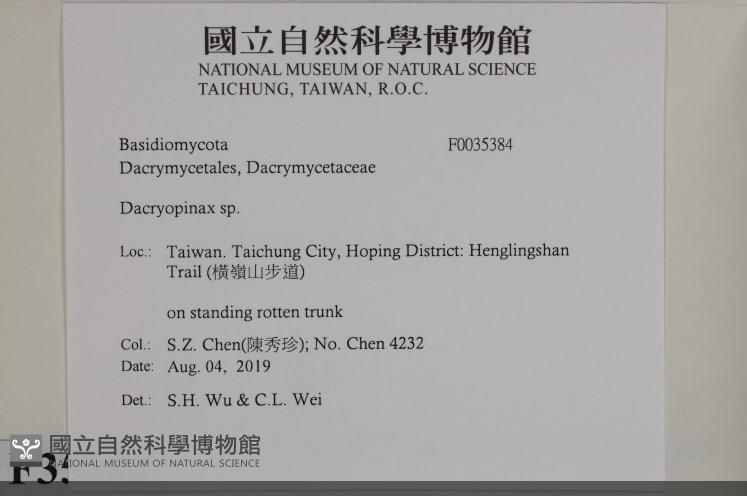 國立自然科學博物館
NATIONAL MUSEUM OF NATURAL SCIENCE
TAICHUNG, TAIWAN, R.O.C.
Basidiomycota F0035384
Dacrymycetales, Dacrymycetaceae
Dacryopinax sp.
Loc.: Taiwan. Taichung City, Hoping District: Henglingshan
Trail (橫嶺山步道)
on standing rotten trunk
Col.: S.Z. Chen(陳秀珍); No. Chen 4232
Date: Aug. 04, 2019
Det.: S.H. Wu & C.L. Wei
國立自然科學博物館
NATIONAL MUSEUM OF NATURAL SCIENCE